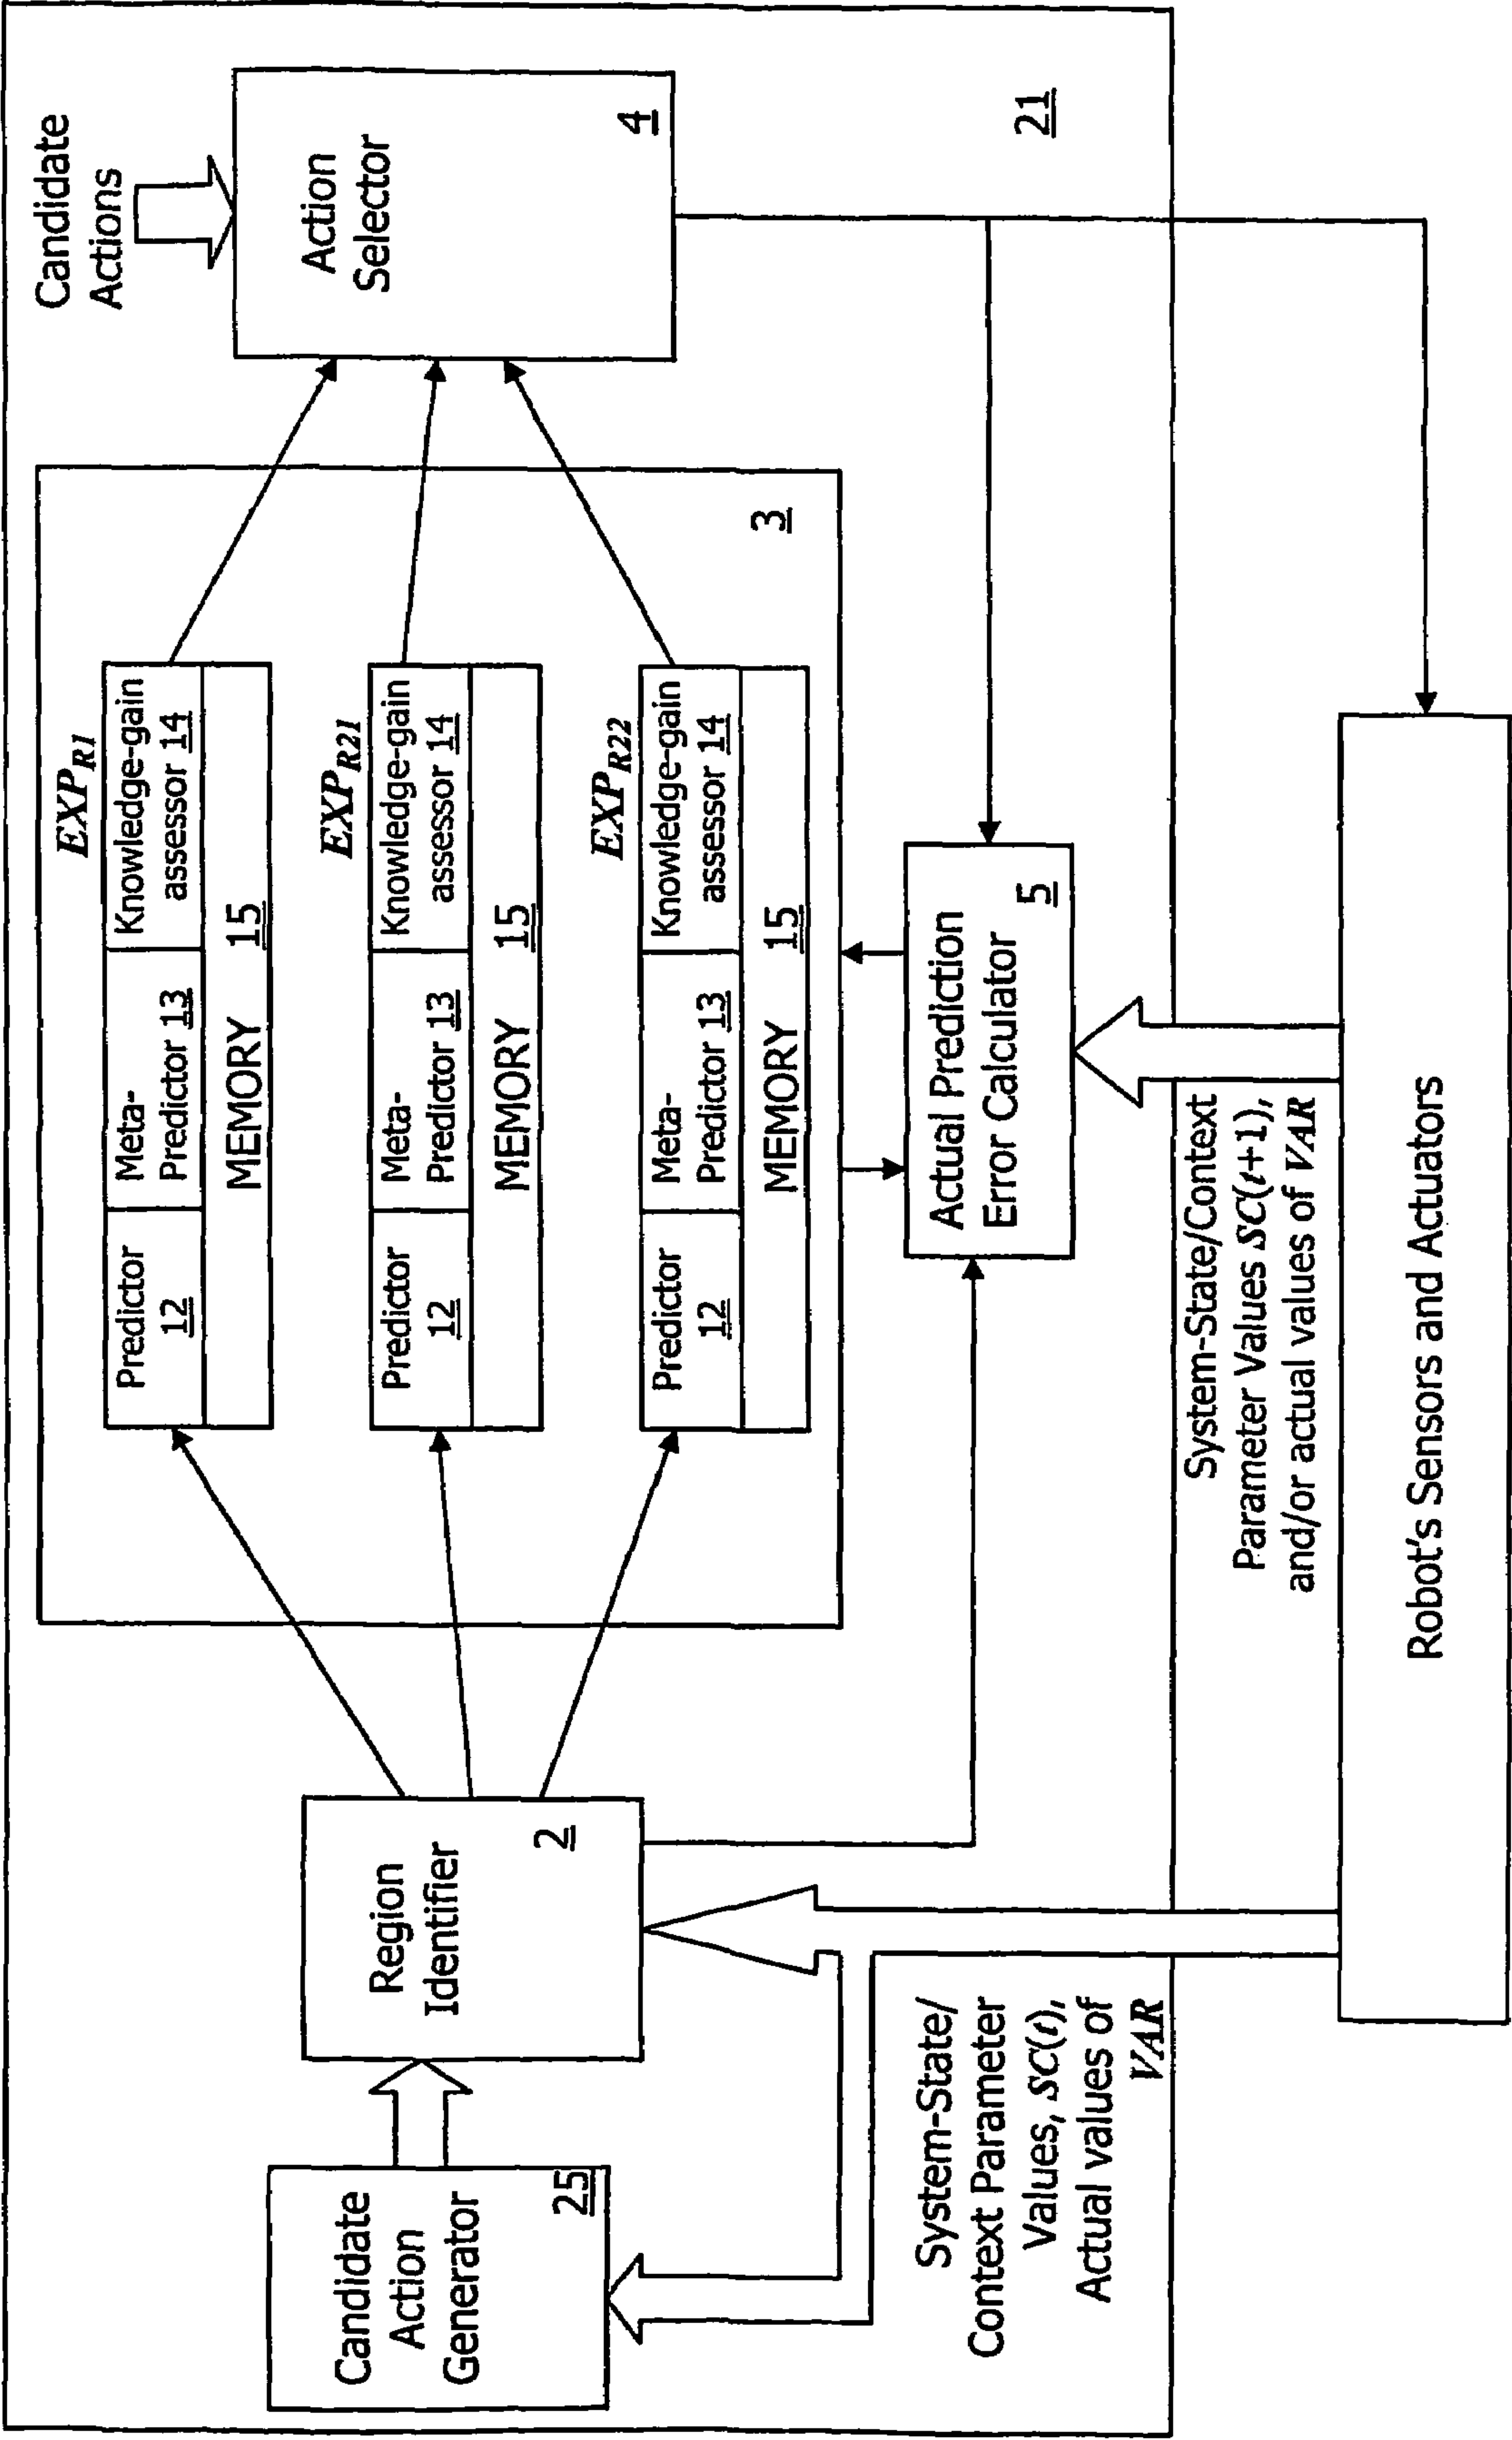 Candidate
Action
Generator
25
Region
Identifier
2
System-State/
Context Parameter
Values, SC(t),
Actual values of
VAR
EXP_R1
Predictor
12
Meta-
Predictor 13
Knowledge-gain
assessor 14
MEMORY 15
EXP_R21
Predictor
12
Meta-
Predictor 13
Knowledge-gain
assessor 14
MEMORY 15
EXP_R22
Predictor
12
Meta-
Predictor 13
Knowledge-gain
assessor 14
MEMORY 15
3
Actual Prediction
Error Calculator
5
System-State/Context
Parameter Values SC(t+1),
and/or actual values of VAR
Candidate
Actions
Action
Selector
4
21
Robot's Sensors and Actuators